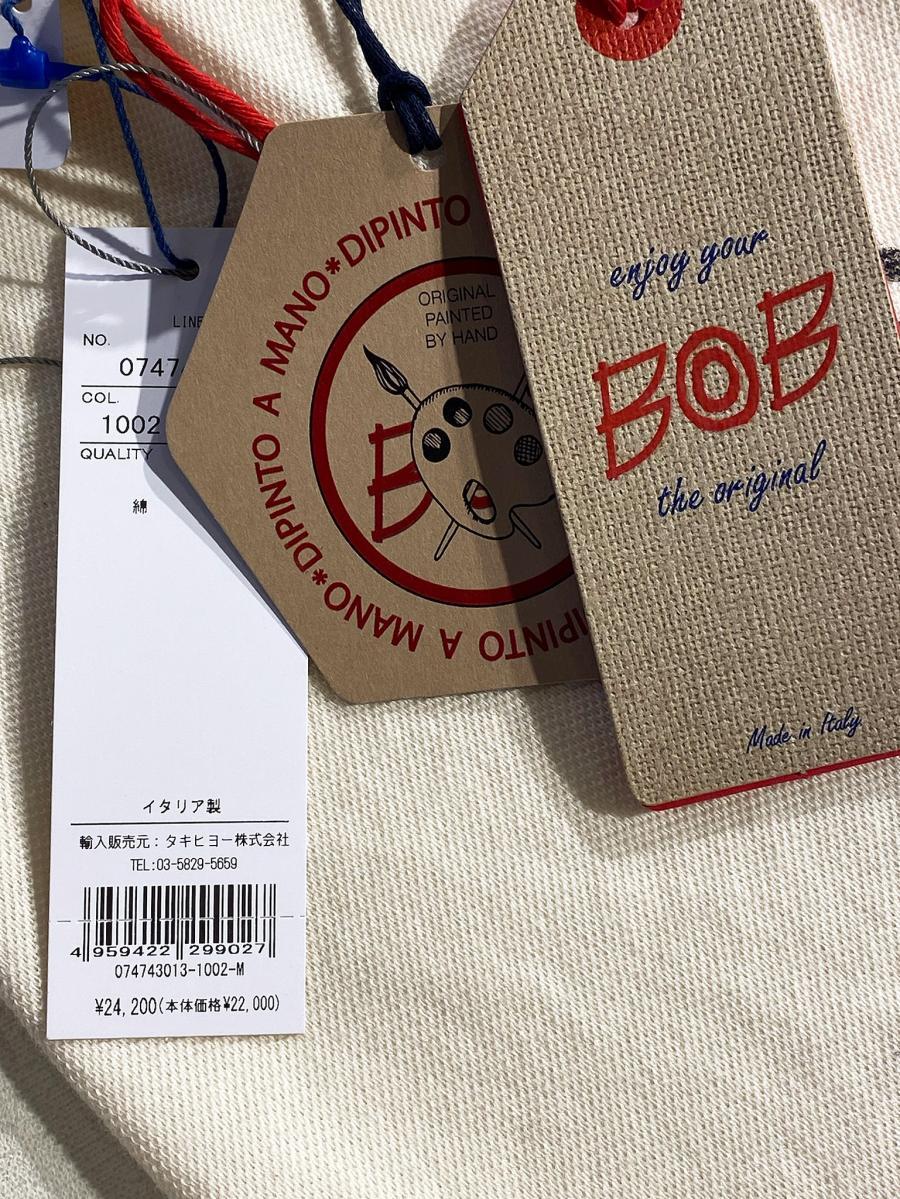 LINE
NO.
0747
COL.
1002
QUALITY
綿
イタリア製
輸入販売元：タキヒヨー株式会社
TEL:03-5829-5659
4 959422 299027
074743013-1002-M
¥24,200(本体価格¥22,000)
DIPINTO A MANO*DIPINTO A MANO*DIPINTO
ORIGINAL
PAINTED
BY HAND
B
enjoy your
BOB
the original
Made in Italy